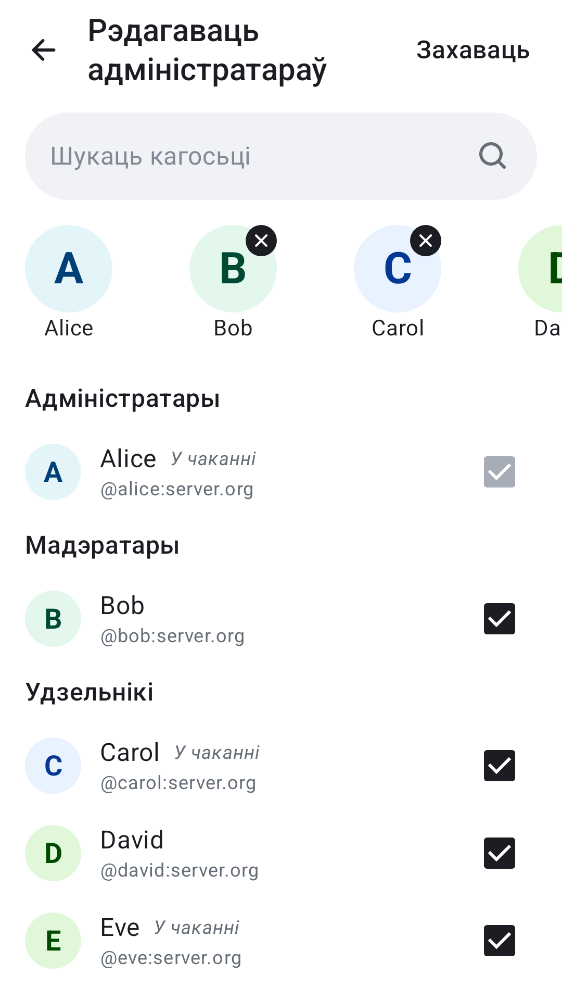 Рэдагаваць
адміністратараў
Захаваць
Шукаць кагосьці
A
B
C
Alice
Bob
Carol
Da
Адміністратары
A
Alice У чаканні
@alice:server.org
Мадэратары
B
Bob
@bob:server.org
Удзельнікі
C
Carol У чаканні
@carol:server.org
D
David
@david:server.org
E
Eve У чаканні
@eve:server.org